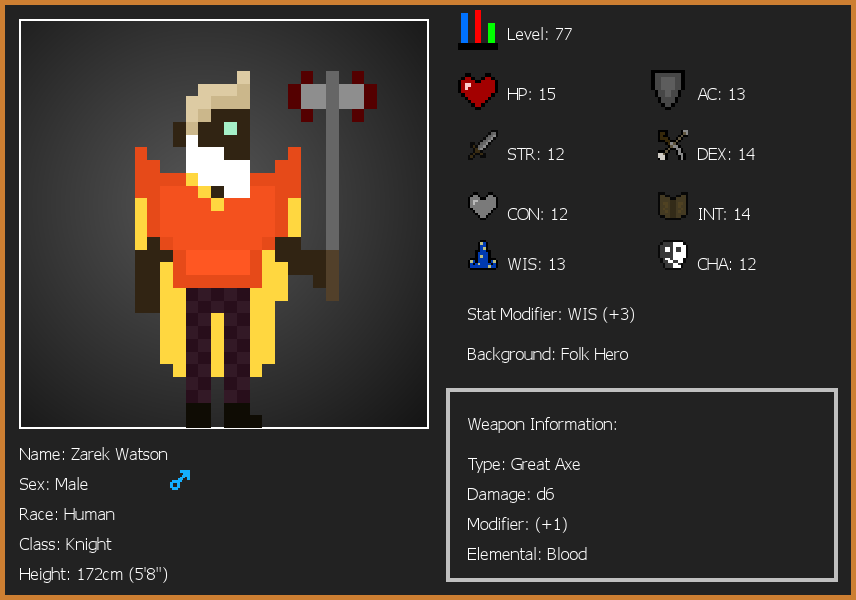 Level: 77
HP: 15
AC: 13
STR: 12
DEX: 14
CON: 12
INT: 14
WIS: 13
CHA: 12
Stat Modifier: WIS (+3)
Background: Folk Hero
Weapon Information:
Type: Great Axe
Damage: d6
Modifier: (+1)
Elemental: Blood
Name: Zarek Watson
Sex: Male
Race: Human
Class: Knight
Height: 172cm (5'8")